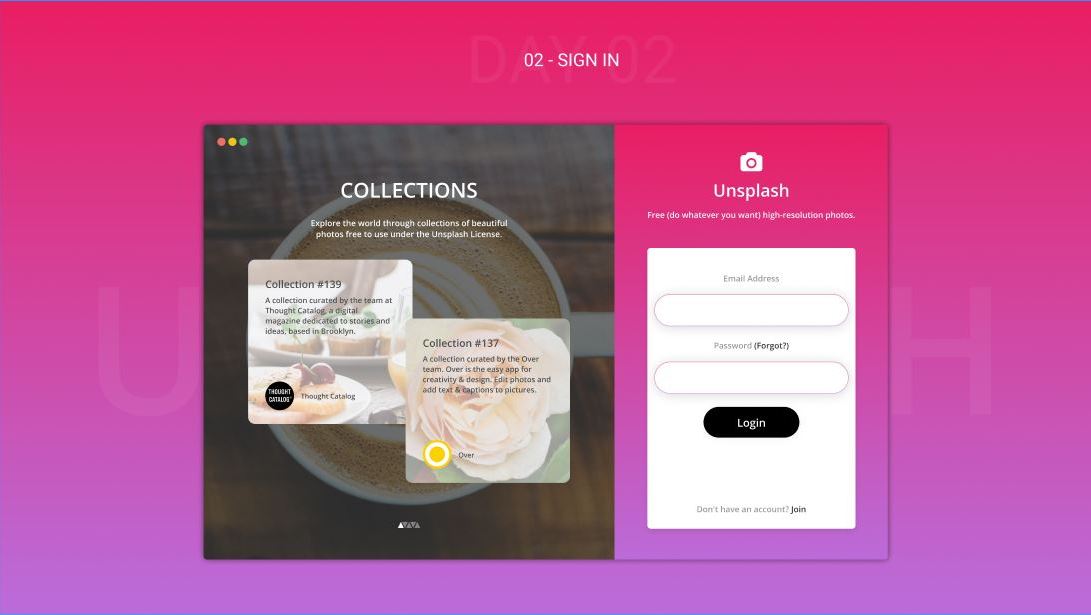 DAY 02
02 - SIGN IN
COLLECTIONS
Explore the world through collections of beautiful
photos free to use under the Unsplash License.
Collection #139
A collection curated by the team at
Thought Catalog, a digital
magazine dedicated to stories and
ideas, based in Brooklyn.
THOUGHT
CATALOG
Thought Catalog
Collection #137
A collection curated by the Over
team. Over is the easy app for
creativity & design. Edit photos and
add text & captions to pictures.
Over
Unsplash
Free (do whatever you want) high-resolution photos.
Email Address
Password (Forgot?)
Login
Don't have an account? Join
U H